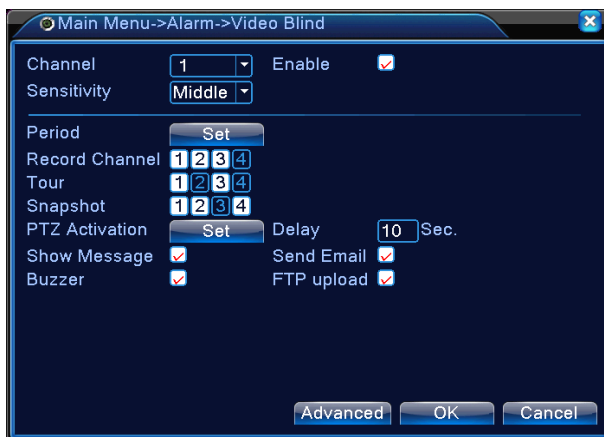 Main Menu->Alarm->Video Blind
Channel 1 Enable
Sensitivity Middle
Period Set
Record Channel 1 2 3 4
Tour 1 2 3 4
Snapshot 1 2 3 4
PTZ Activation Set Delay 10 Sec.
Show Message Send Email
Buzzer FTP upload
Advanced OK Cancel